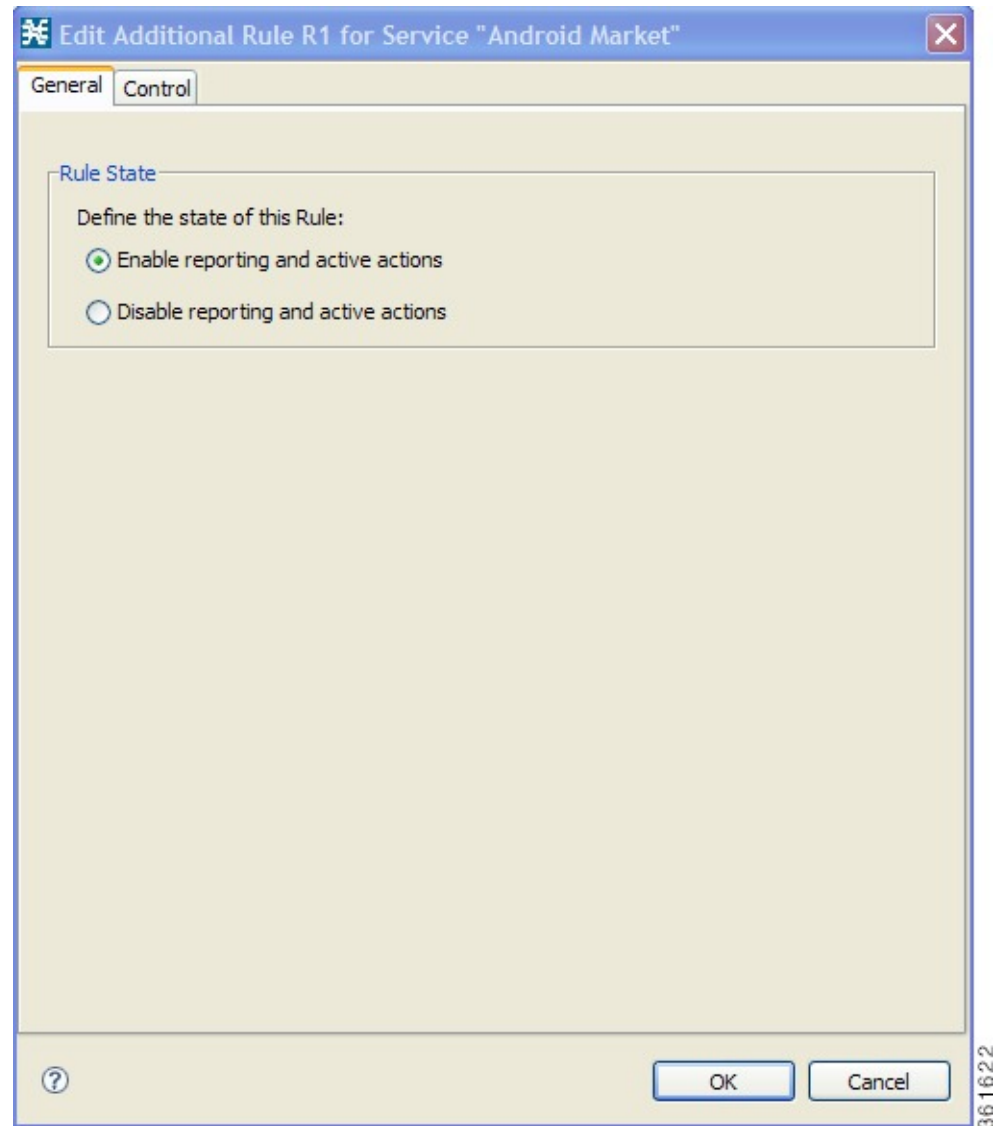 Edit Additional Rule R1 for Service "Android Market"
General Control
Rule State
Define the state of this Rule:
Enable reporting and active actions
Disable reporting and active actions
?
OK Cancel
361622